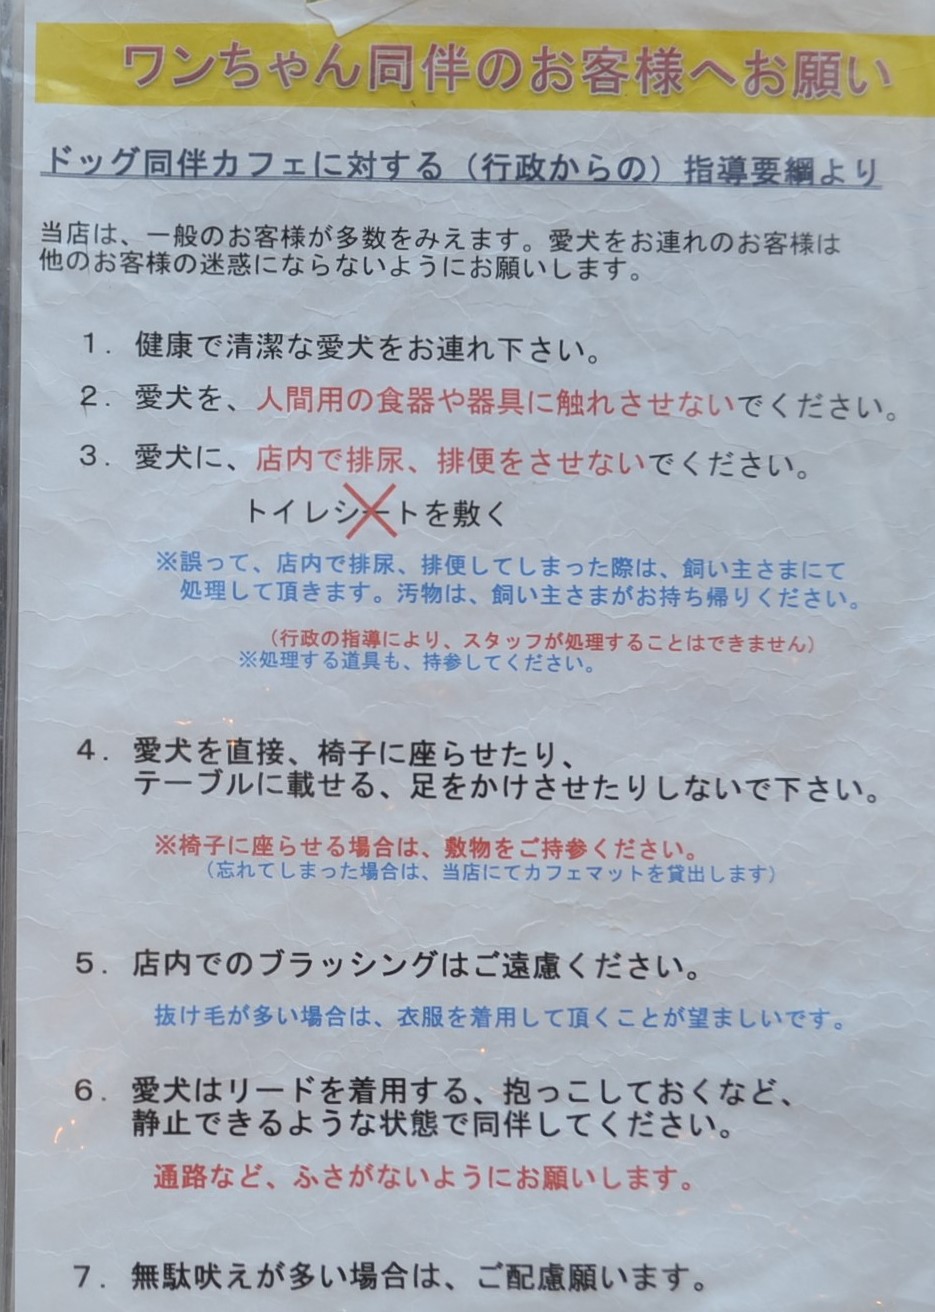 ワンちゃん同伴のお客様へお願い
ドッグ同伴カフェに対する（行政からの）指導要綱より
当店は、一般のお客様が多数をみえます。愛犬をお連れのお客様は
他のお客様の迷惑にならないようにお願いします。
１．健康で清潔な愛犬をお連れ下さい。
２．愛犬を、人間用の食器や器具に触れさせないでください。
３．愛犬に、店内で排尿、排便をさせないでください。
トイレシートを敷く
※誤って、店内で排尿、排便してしまった際は、飼い主さまにて
処理して頂きます。汚物は、飼い主さまがお持ち帰りください。
（行政の指導により、スタッフが処理することはできません）
※処理する道具も、持参してください。
４．愛犬を直接、椅子に座らせたり、
テーブルに載せる、足をかけさせたりしないで下さい。
※椅子に座らせる場合は、敷物をご持参ください。
（忘れてしまった場合は、当店にてカフェマットを貸出します）
５．店内でのブラッシングはご遠慮ください。
抜け毛が多い場合は、衣服を着用して頂くことが望ましいです。
６．愛犬はリードを着用する、抱っこしておくなど、
静止できるような状態で同伴してください。
通路など、ふさがないようにお願いします。
７．無駄吠えが多い場合は、ご配慮願います。